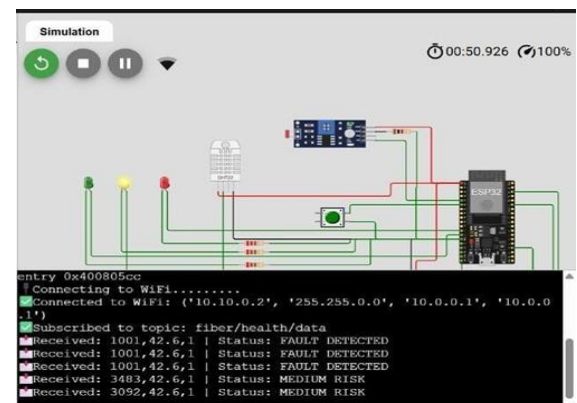 Simulation
00:50.926 100%
DHT22
ESP32
entry 0x400805cc
Connecting to WiFi.........
Connected to WiFi: ('10.10.0.2', '255.255.0.0', '10.0.0.1', '10.0.0
.1')
Subscribed to topic: fiber/health/data
Received: 1001,42.6,1 | Status: FAULT DETECTED
Received: 1001,42.6,1 | Status: FAULT DETECTED
Received: 1001,42.6,1 | Status: FAULT DETECTED
Received: 3483,42.6,1 | Status: MEDIUM RISK
Received: 3092,42.6,1 | Status: MEDIUM RISK